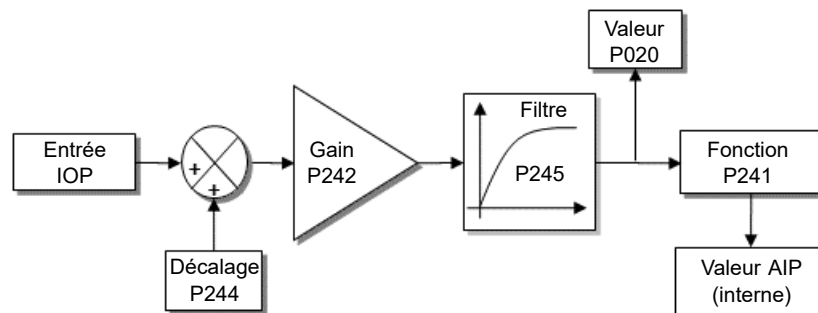 Valeur
P020
Filtre
Entrée
IOP
+
+
Gain
P242
P245
Fonction
P241
Décalage
P244
Valeur AIP
(interne)